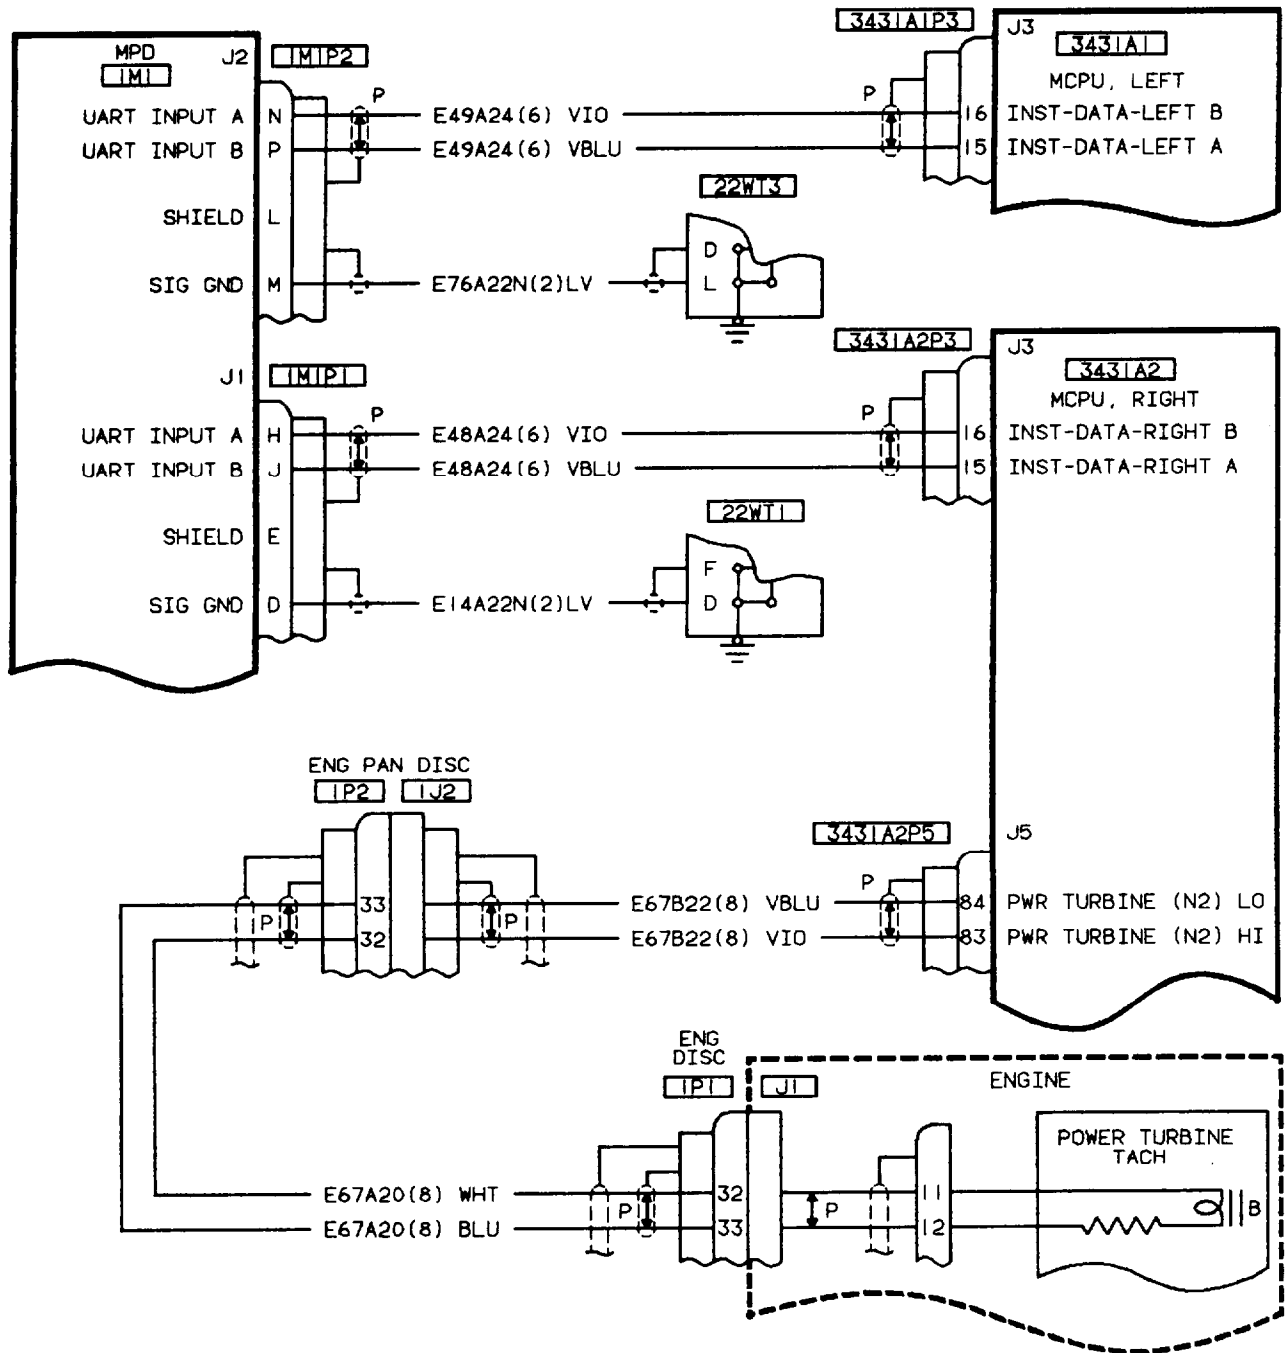 3431A1P3
J3
3431A1
MCPU, LEFT
MPD
1M1
J2
1M1P2
P
P
UART INPUT A N E49A24(6) VIO 16 INST-DATA-LEFT B
UART INPUT B P E49A24(6) VBLU 15 INST-DATA-LEFT A
22WT3
SHIELD L
D
SIG GND M E76A22N(2)LV L
3431A2P3
J3
3431A2
MCPU, RIGHT
J1
1M1P1
P
P
UART INPUT A H E48A24(6) VIO 16 INST-DATA-RIGHT B
UART INPUT B J E48A24(6) VBLU 15 INST-DATA-RIGHT A
22WT1
SHIELD E
F
SIG GND D E14A22N(2)LV D
ENG PAN DISC
1P2 1J2
3431A2P5
J5
P
33 E67B22(8) VBLU 84 PWR TURBINE (N2) LO
P P
32 E67B22(8) VIO 83 PWR TURBINE (N2) HI
ENG
DISC
1P1 J1
ENGINE
POWER TURBINE
TACH
E67A20(8) WHT 32 11
P P B
E67A20(8) BLU 33 12